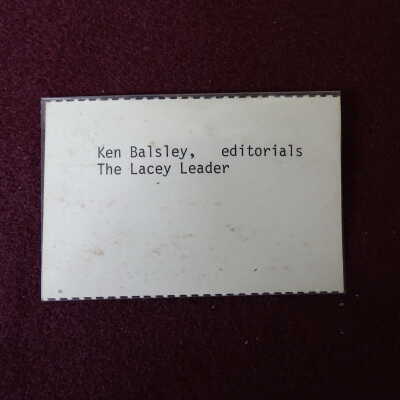 Ken Balsley,  editorials
The Lacey Leader